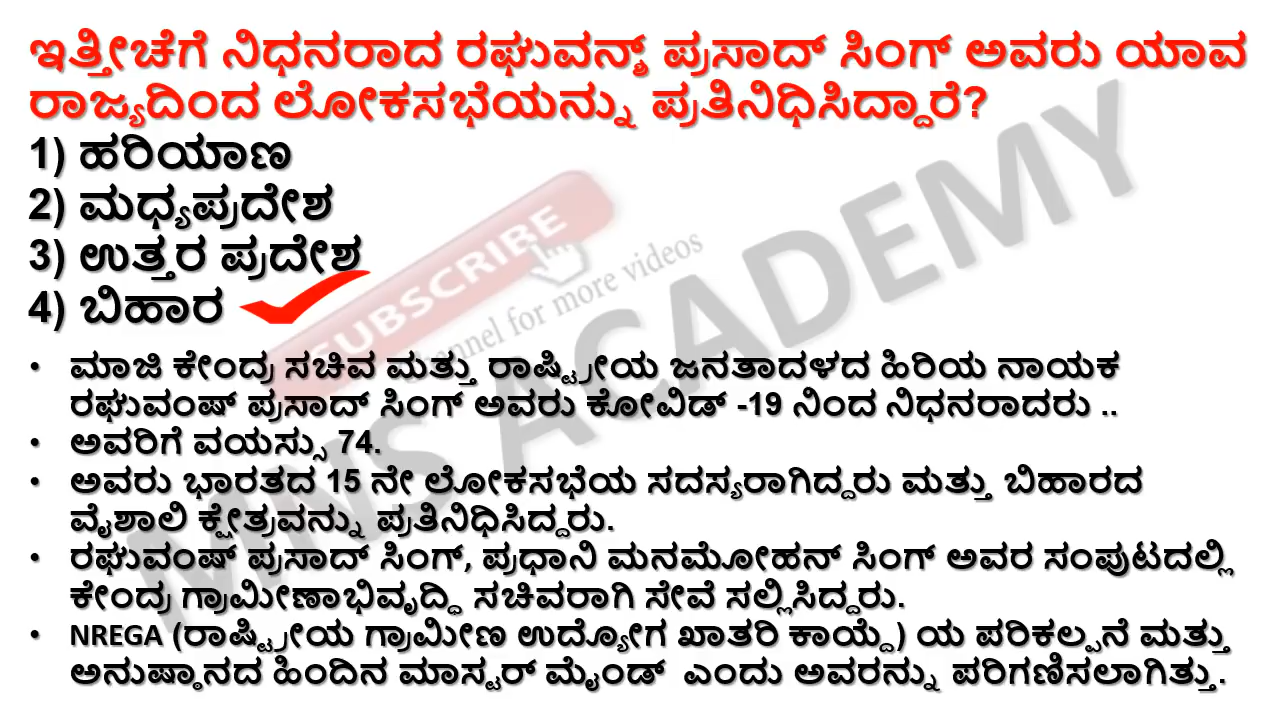 ಇತ್ತೀಚೆಗೆ ನಿಧನರಾದ ರಘುವನ್ಶ್ ಪ್ರಸಾದ್ ಸಿಂಗ್ ಅವರು ಯಾವ
ರಾಜ್ಯದಿಂದ ಲೋಕಸಭೆಯನ್ನು ಪ್ರತಿನಿಧಿಸಿದ್ದಾರೆ?
1) ಹರಿಯಾಣ
2) ಮಧ್ಯಪ್ರದೇಶ
3) ಉತ್ತರ ಪ್ರದೇಶ
4) ಬಿಹಾರ
• ಮಾಜಿ ಕೇಂದ್ರ ಸಚಿವ ಮತ್ತು ರಾಷ್ಟ್ರೀಯ ಜನತಾದಳದ ಹಿರಿಯ ನಾಯಕ
ರಘುವಂಷ್ ಪ್ರಸಾದ್ ಸಿಂಗ್ ಅವರು ಕೋವಿಡ್ -19 ನಿಂದ ನಿಧನರಾದರು ..
• ಅವರಿಗೆ ವಯಸ್ಸು 74.
• ಅವರು ಭಾರತದ 15 ನೇ ಲೋಕಸಭೆಯ ಸದಸ್ಯರಾಗಿದ್ದರು ಮತ್ತು ಬಿಹಾರದ
ವೈಶಾಲಿ ಕ್ಷೇತ್ರವನ್ನು ಪ್ರತಿನಿಧಿಸಿದ್ದರು.
• ರಘುವಂಷ್ ಪ್ರಸಾದ್ ಸಿಂಗ್, ಪ್ರಧಾನಿ ಮನಮೋಹನ್ ಸಿಂಗ್ ಅವರ ಸಂಪುಟದಲ್ಲಿ
ಕೇಂದ್ರ ಗ್ರಾಮೀಣಾಭಿವೃದ್ಧಿ ಸಚಿವರಾಗಿ ಸೇವೆ ಸಲ್ಲಿಸಿದ್ದರು.
• NREGA (ರಾಷ್ಟ್ರೀಯ ಗ್ರಾಮೀಣ ಉದ್ಯೋಗ ಖಾತರಿ ಕಾಯ್ದೆ) ಯ ಪರಿಕಲ್ಪನೆ ಮತ್ತು
ಅನುಷ್ಠಾನದ ಹಿಂದಿನ ಮಾಸ್ಟರ್ ಮೈಂಡ್ ಎಂದು ಅವರನ್ನು ಪರಿಗಣಿಸಲಾಗಿತ್ತು.
SUBSCRIBE
channel for more videos
MNS ACADEMY